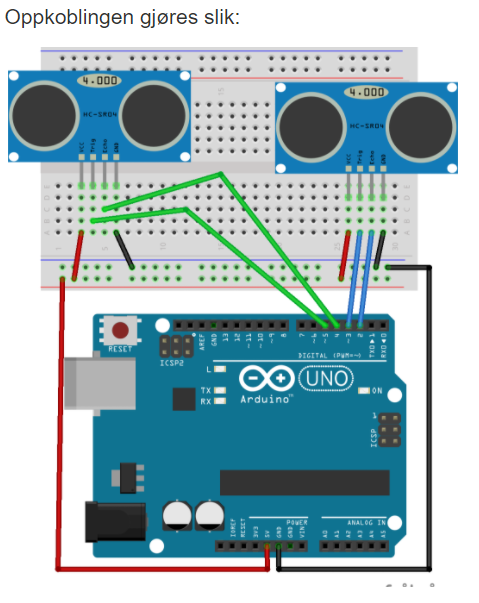 Oppkoblingen gjøres slik:
4.000
HC-SR04
VCC Trig Echo GND
4.000
HC-SR04
VCC Trig Echo GND
RESET
ICSP2
AREF
GND
13
12
~11
~10
~9
8
7
~6
~5
4
~3
2
TXD▶1
RXD◀0
DIGITAL (PWM=~)
L
TX
RX
Arduino™
UNO
ON
1
ICSP
IOREF
RESET
3V3
5V
GND
GND
VIN
POWER
ANALOG IN
A0
A1
A2
A3
A4
A5